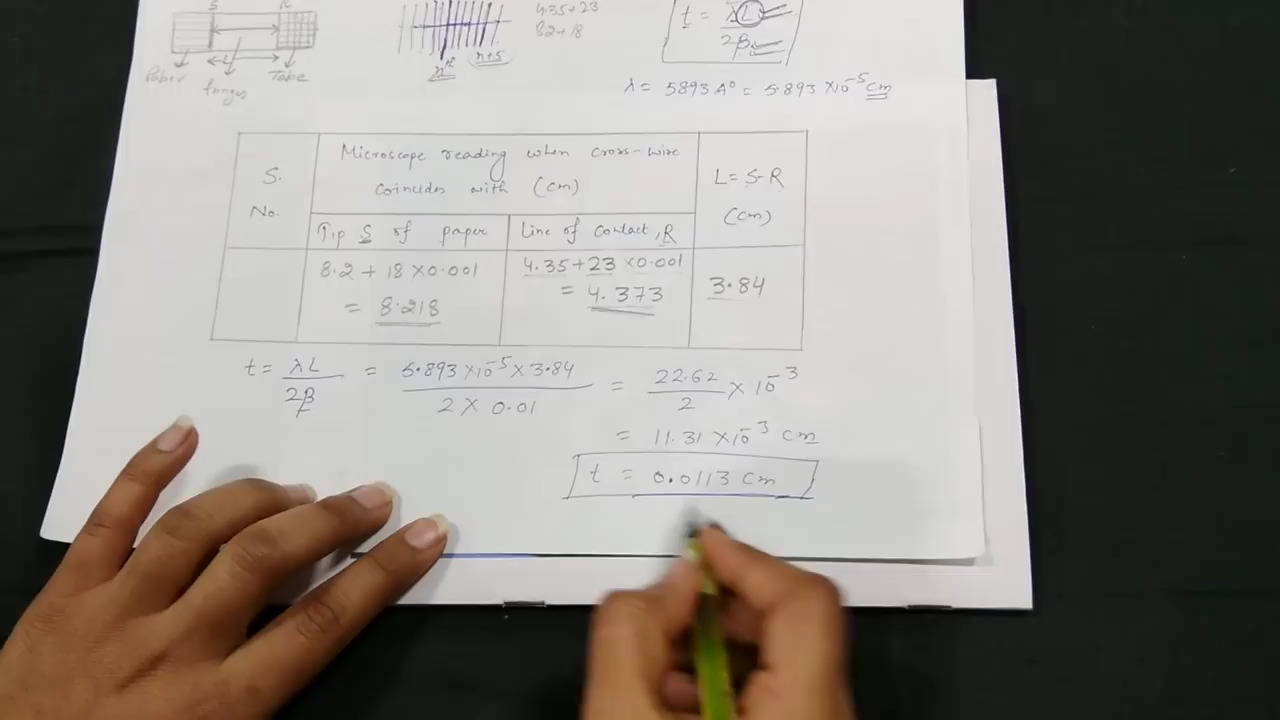 S R
4.35+23
82+18
nth n+5
t = λL / 2β
Paper L Tape
fringes
λ = 5893 A° = 5.893 ×10⁻⁵ cm
S. No. Microscope reading when cross-wire coincides with (cm) L= S-R (cm)
Tip S of paper Line of Contact, R
8.2 + 18 × 0.001 4.35 + 23 × 0.001
= 8.218 = 4.373 3.84
t = λL / 2β = 5.893 ×10⁻⁵ × 3.84 / 2 × 0.01 = 22.62 / 2 × 10⁻³
= 11.31 × 10⁻³ cm
t = 0.0113 cm